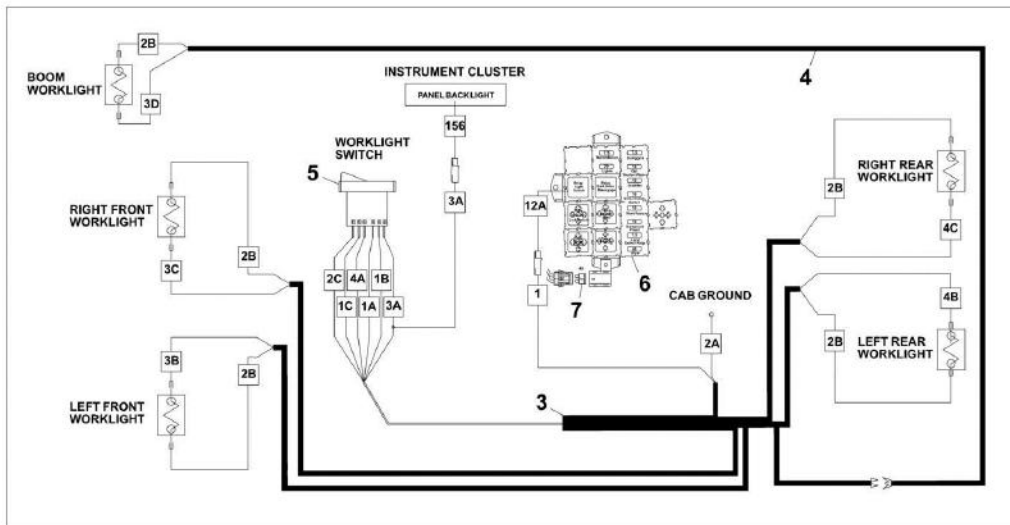 2B
4
BOOM
WORKLIGHT
3D
INSTRUMENT CLUSTER
PANEL BACKLIGHT
156
WORKLIGHT
SWITCH
5
3A
RIGHT FRONT
WORKLIGHT
2B
3C
2C
4A
1B
1C
1A
3A
12A
1
7
6
CAB GROUND
2A
RIGHT REAR
WORKLIGHT
2B
4C
4B
2B
LEFT REAR
WORKLIGHT
3B
2B
LEFT FRONT
WORKLIGHT
3